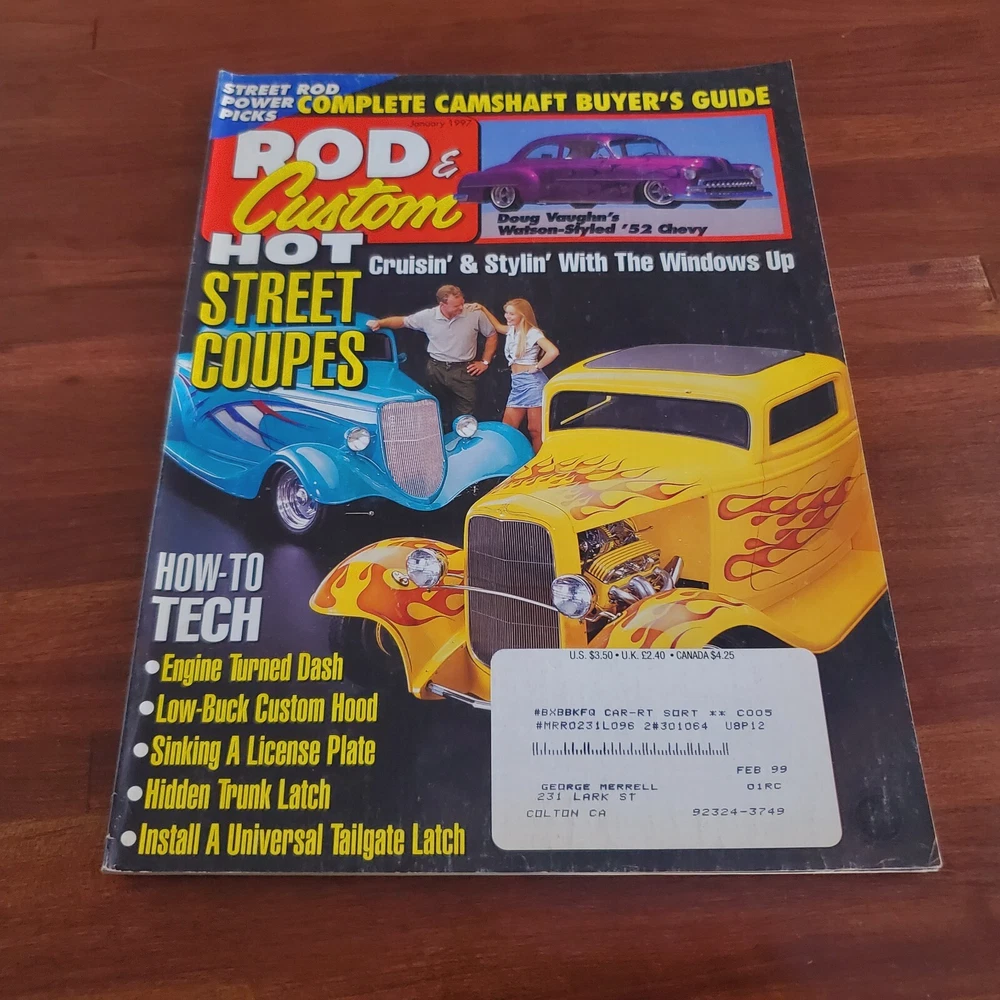 STREET ROD
POWER
PICKS
COMPLETE CAMSHAFT BUYER'S GUIDE
January 1997
ROD &
Custom
Doug Vaughn's
Watson-Styled '52 Chevy
HOT
STREET
COUPES
Cruisin' & Stylin' With The Windows Up
HOW-TO
TECH
• Engine Turned Dash
• Low-Buck Custom Hood
• Sinking A License Plate
• Hidden Trunk Latch
• Install A Universal Tailgate Latch
U.S. $3.50 • U.K. £2.40 • CANADA $4.25
#BXBBKFQ CAR-RT SORT ** C005
#MRR0231L096 2#301064 U8P12
FEB 99
GEORGE MERRELL 01RC
231 LARK ST
COLTON CA 92324-3749